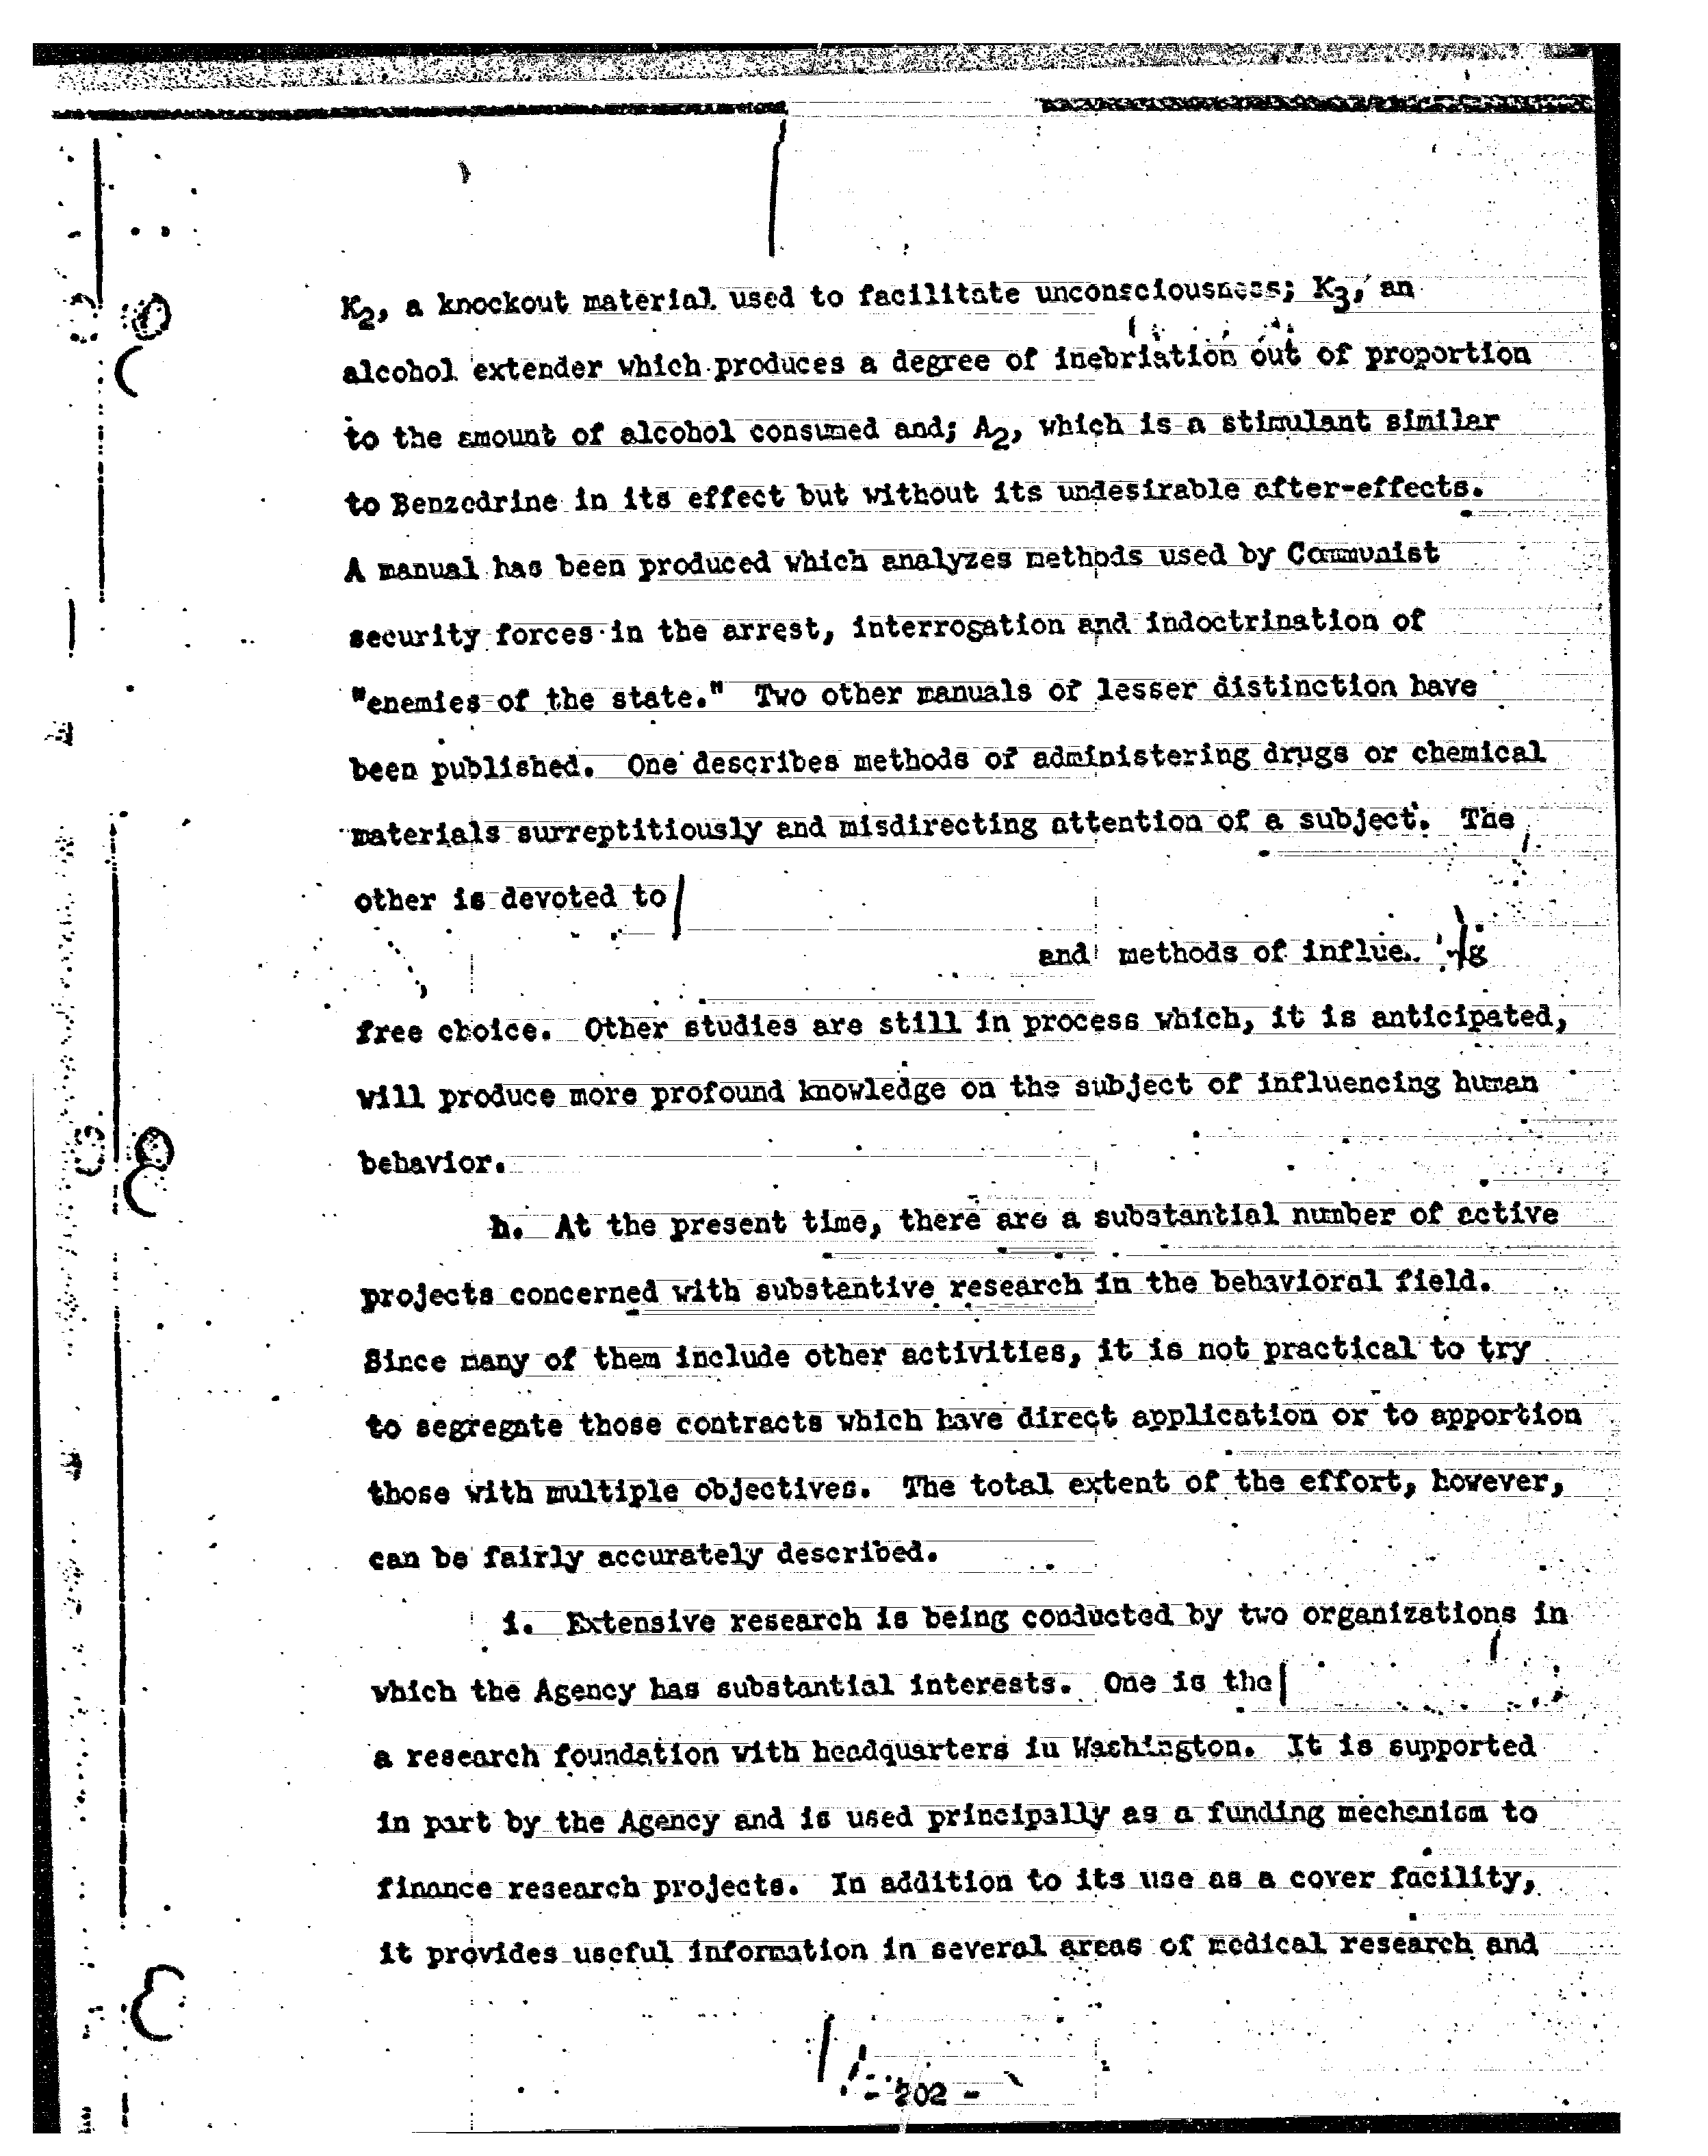 K2, a knockout material used to facilitate unconsciousness; K3, an
alcohol extender which produces a degree of inebriation out of proportion
to the amount of alcohol consumed and; A2, which is a stimulant similar
to Benzedrine in its effect but without its undesirable after-effects.
A manual has been produced which analyzes methods used by Communist
security forces in the arrest, interrogation and indoctrination of
"enemies of the state." Two other manuals of lesser distinction have
been published. One describes methods of administering drugs or chemical
materials surreptitiously and misdirecting attention of a subject. The
other is devoted to
and methods of
free choice. Other studies are still in process which, it is anticipated,
will produce more profound knowledge on the subject of influencing human
behavior.
h. At the present time, there are a substantial number of active
projects concerned with substantive research in the behavioral field.
Since many of them include other activities, it is not practical to try
to segregate those contracts which have direct application or to apportion
those with multiple objectives. The total extent of the effort, however,
can be fairly accurately described.
i. Extensive research is being conducted by two organizations in
which the Agency has substantial interests. One is the
a research foundation with headquarters in Washington. It is supported
in part by the Agency and is used principally as a funding mechanism to
finance research projects. In addition to its use as a cover facility,
it provides useful information in several areas of medical research and
- 202 -